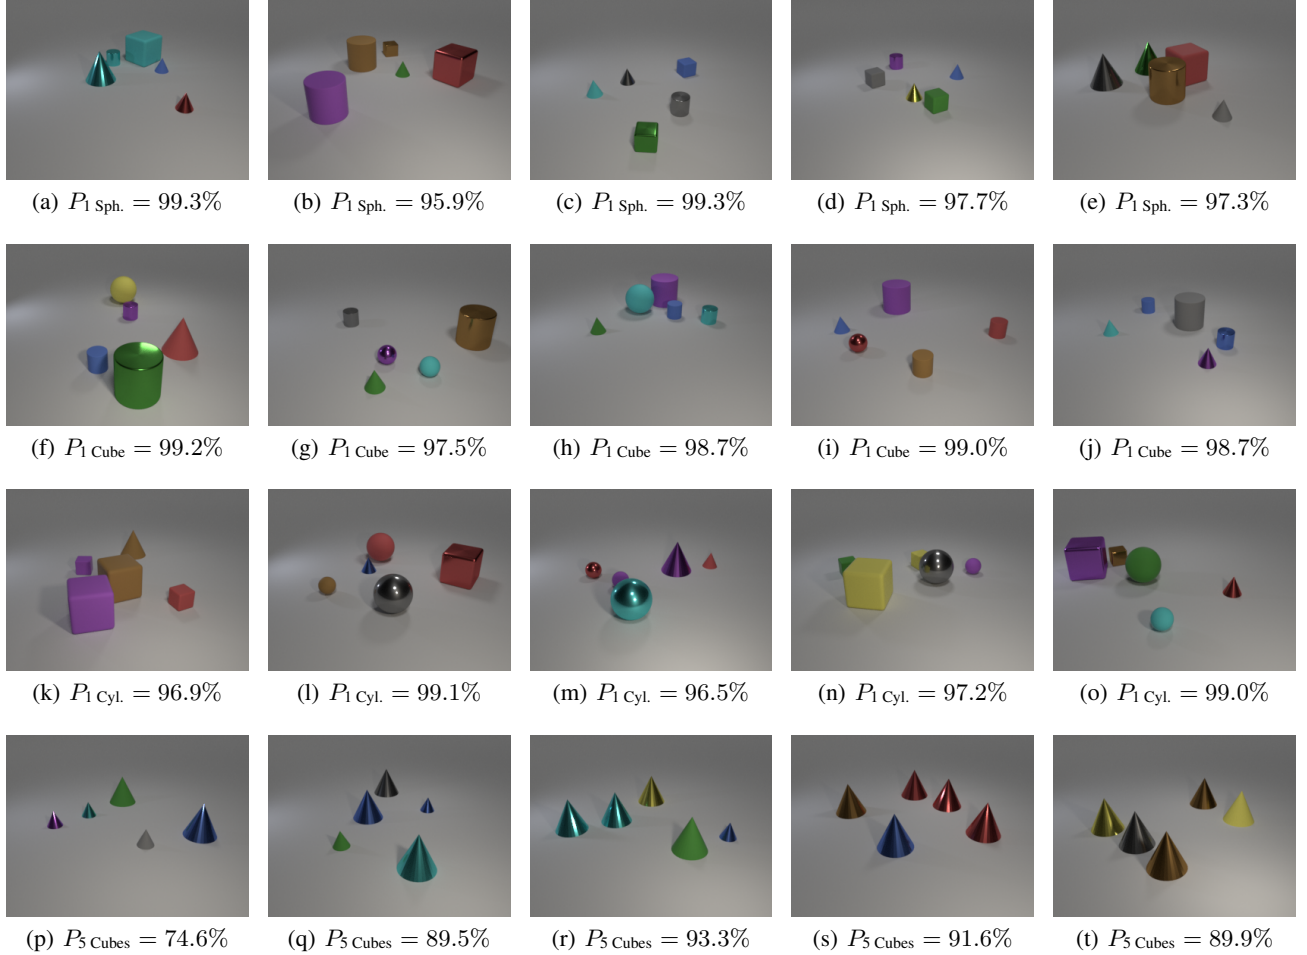 (a) P1 Sph. = 99.3%
(b) P1 Sph. = 95.9%
(c) P1 Sph. = 99.3%
(d) P1 Sph. = 97.7%
(e) P1 Sph. = 97.3%
(f) P1 Cube = 99.2%
(g) P1 Cube = 97.5%
(h) P1 Cube = 98.7%
(i) P1 Cube = 99.0%
(j) P1 Cube = 98.7%
(k) P1 Cyl. = 96.9%
(l) P1 Cyl. = 99.1%
(m) P1 Cyl. = 96.5%
(n) P1 Cyl. = 97.2%
(o) P1 Cyl. = 99.0%
(p) P5 Cubes = 74.6%
(q) P5 Cubes = 89.5%
(r) P5 Cubes = 93.3%
(s) P5 Cubes = 91.6%
(t) P5 Cubes = 89.9%